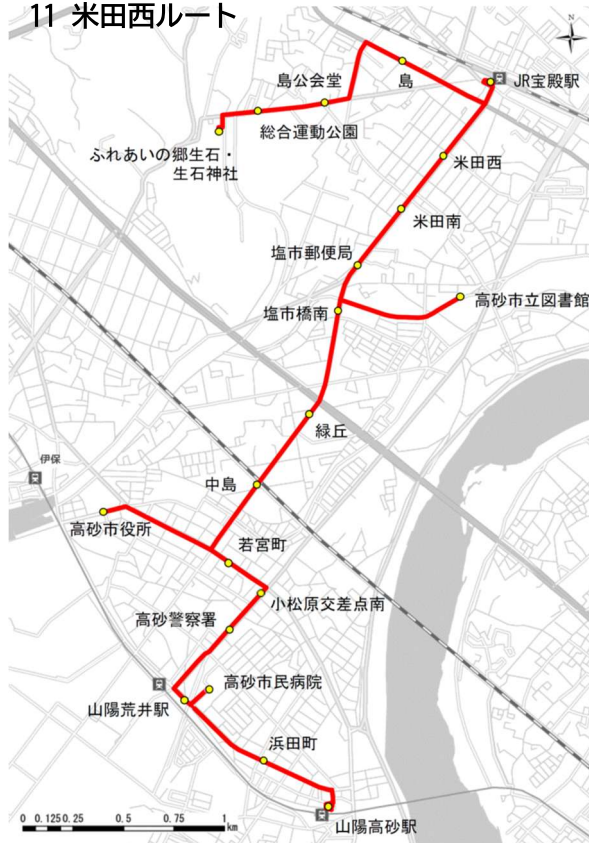 11 米田西ルート
N
島公会堂
島
JR宝殿駅
総合運動公園
ふれあいの郷生石・
生石神社
米田西
米田南
塩市郵便局
高砂市立図書館
塩市橋南
緑丘
伊保
中島
高砂市役所
若宮町
小松原交差点南
高砂警察署
高砂市民病院
山陽荒井駅
浜田町
山陽高砂駅
0 0.125 0.25 0.5 0.75 1
km